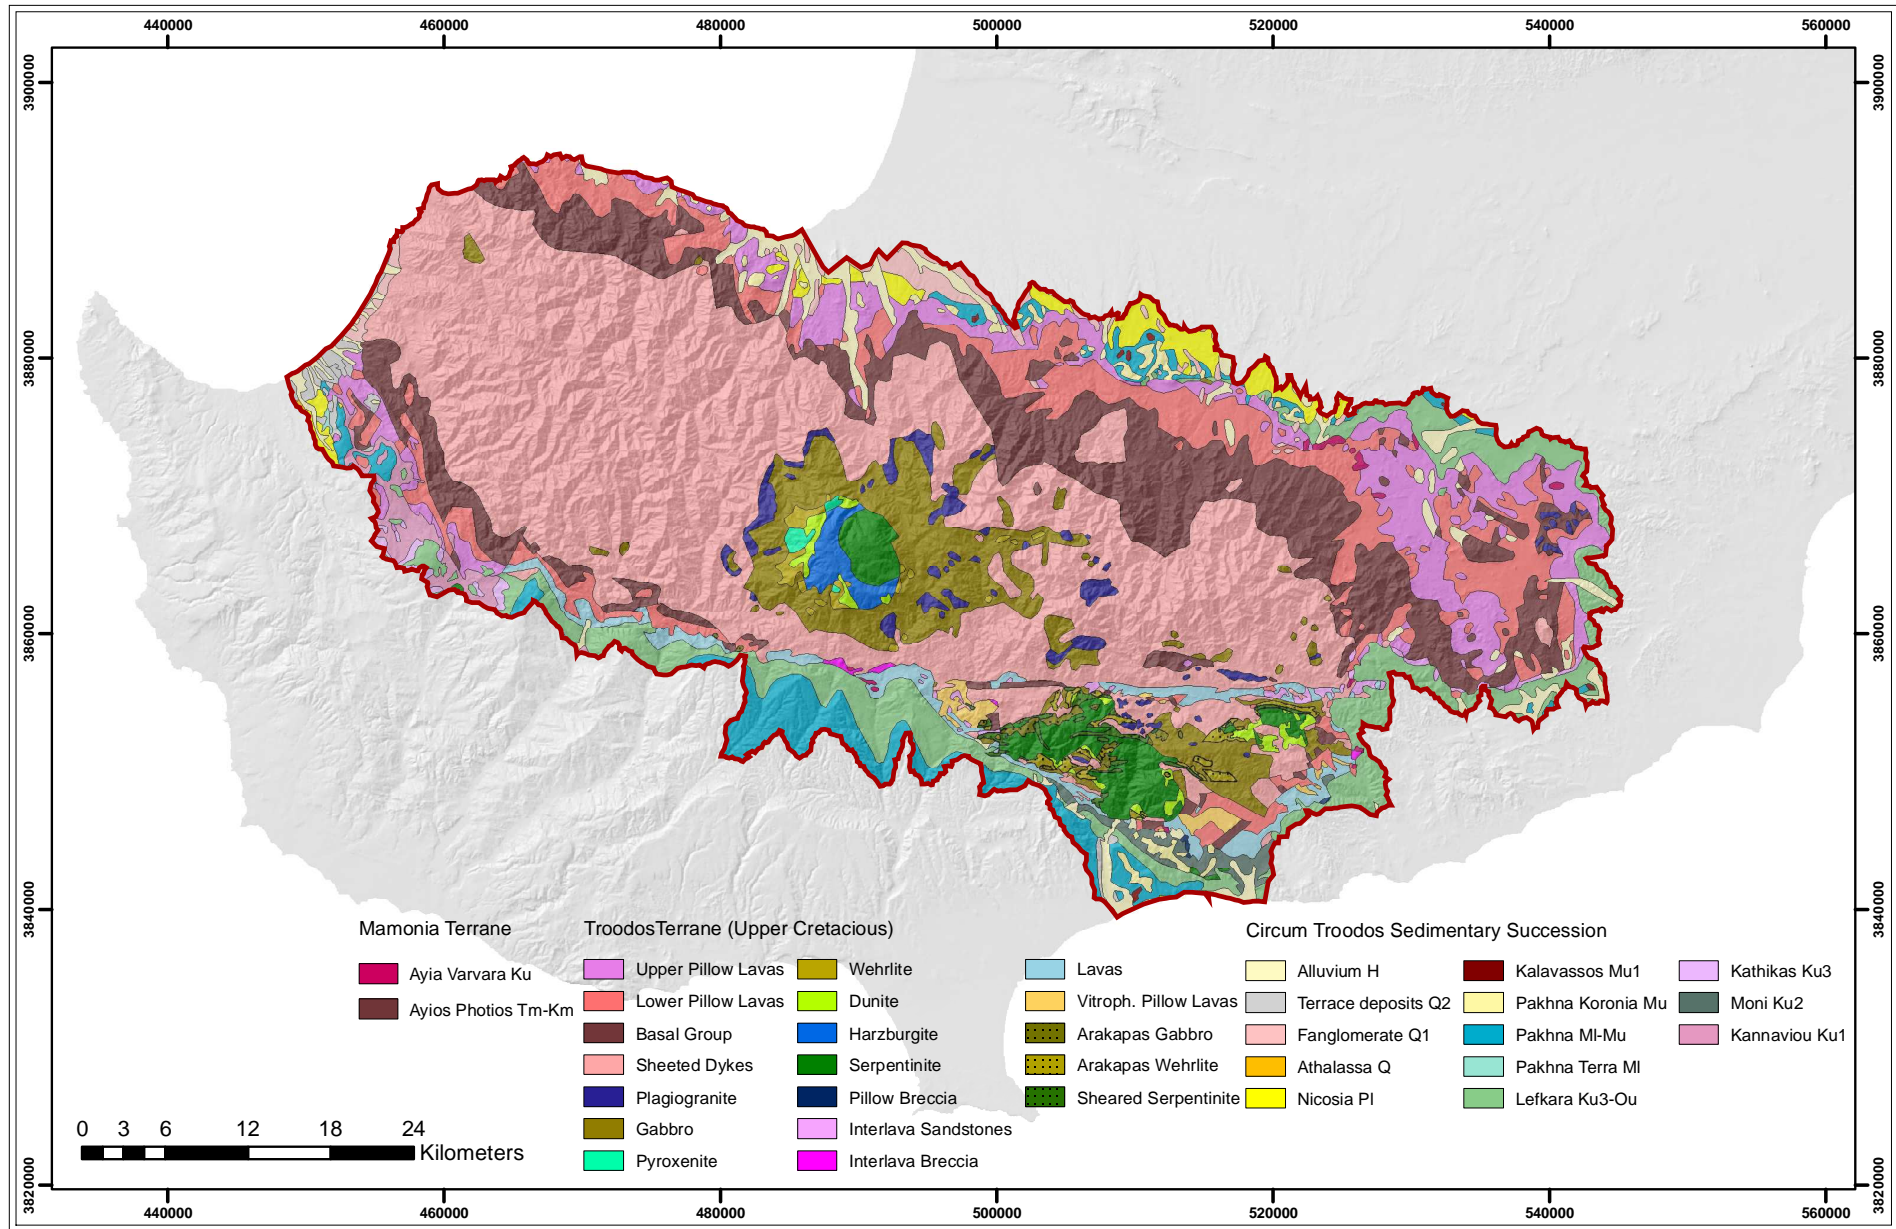 440000 460000 480000 500000 520000 540000 560000
3900000 3900000
3880000 3880000
3860000 3860000
3840000 3840000
3820000 3820000
Mamonia Terrane
Ayia Varvara Ku
Ayios Photios Tm-Km
TroodosTerrane (Upper Cretacious)
Upper Pillow Lavas
Lower Pillow Lavas
Basal Group
Sheeted Dykes
Plagiogranite
Gabbro
Pyroxenite
Wehrlite
Dunite
Harzburgite
Serpentinite
Pillow Breccia
Interlava Sandstones
Interlava Breccia
Lavas
Vitroph. Pillow Lavas
Arakapas Gabbro
Arakapas Wehrlite
Sheared Serpentinite
Circum Troodos Sedimentary Succession
Alluvium H
Terrace deposits Q2
Fanglomerate Q1
Athalassa Q
Nicosia Pl
Kalavassos Mu1
Pakhna Koronia Mu
Pakhna Ml-Mu
Pakhna Terra Ml
Lefkara Ku3-Ou
Kathikas Ku3
Moni Ku2
Kannaviou Ku1
0 3 6 12 18 24
Kilometers
440000 460000 480000 500000 520000 540000 560000